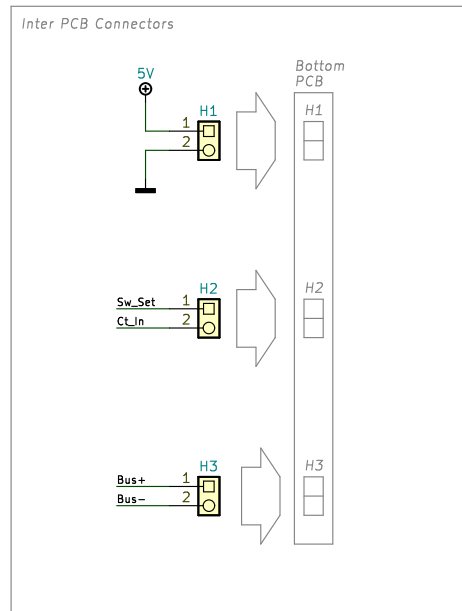 Inter PCB Connectors
5V
Bottom
PCB
H1
H1
1
2
H2
H2
Sw_Set 1
Ct_In 2
H3
H3
Bus+ 1
Bus- 2